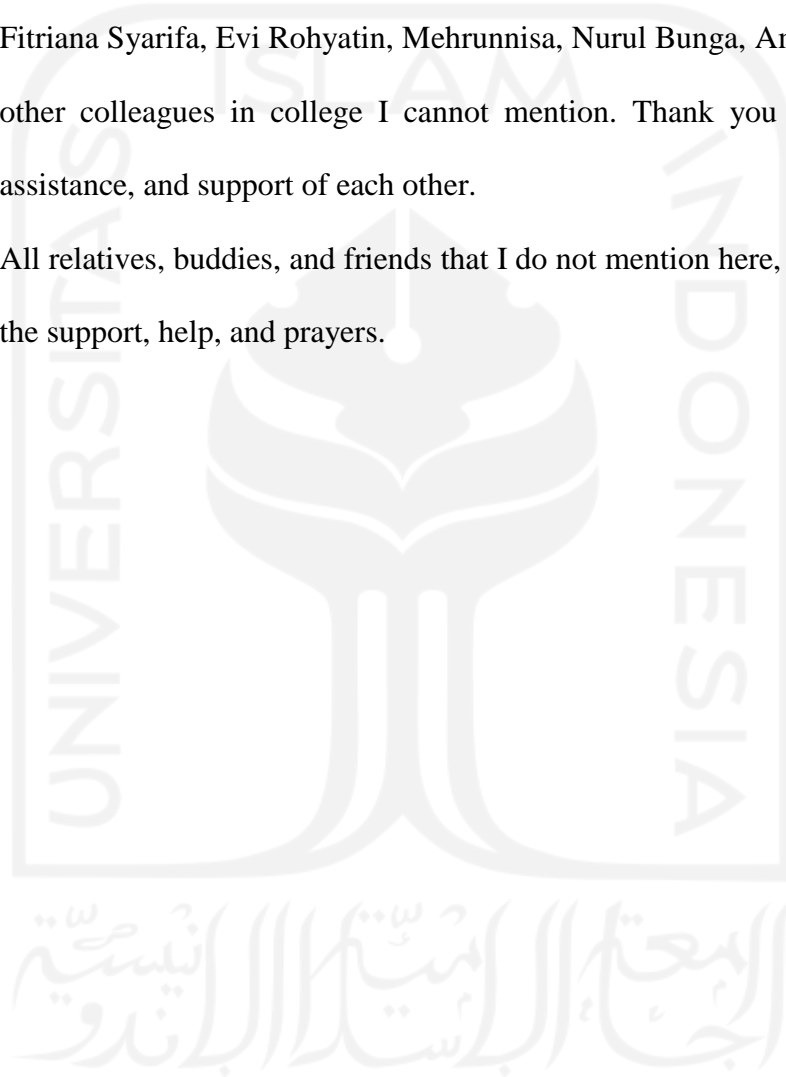 Fitriana Syarifa, Evi Rohyatin, Mehrunnisa, Nurul Bunga,
other colleagues in college I cannot mention. Thank you
assistance, and support of each other.
All relatives, buddies, and friends that I do not mention here,
the support, help, and prayers.
ISLAM
UNIVERSITAS
INDONESIA